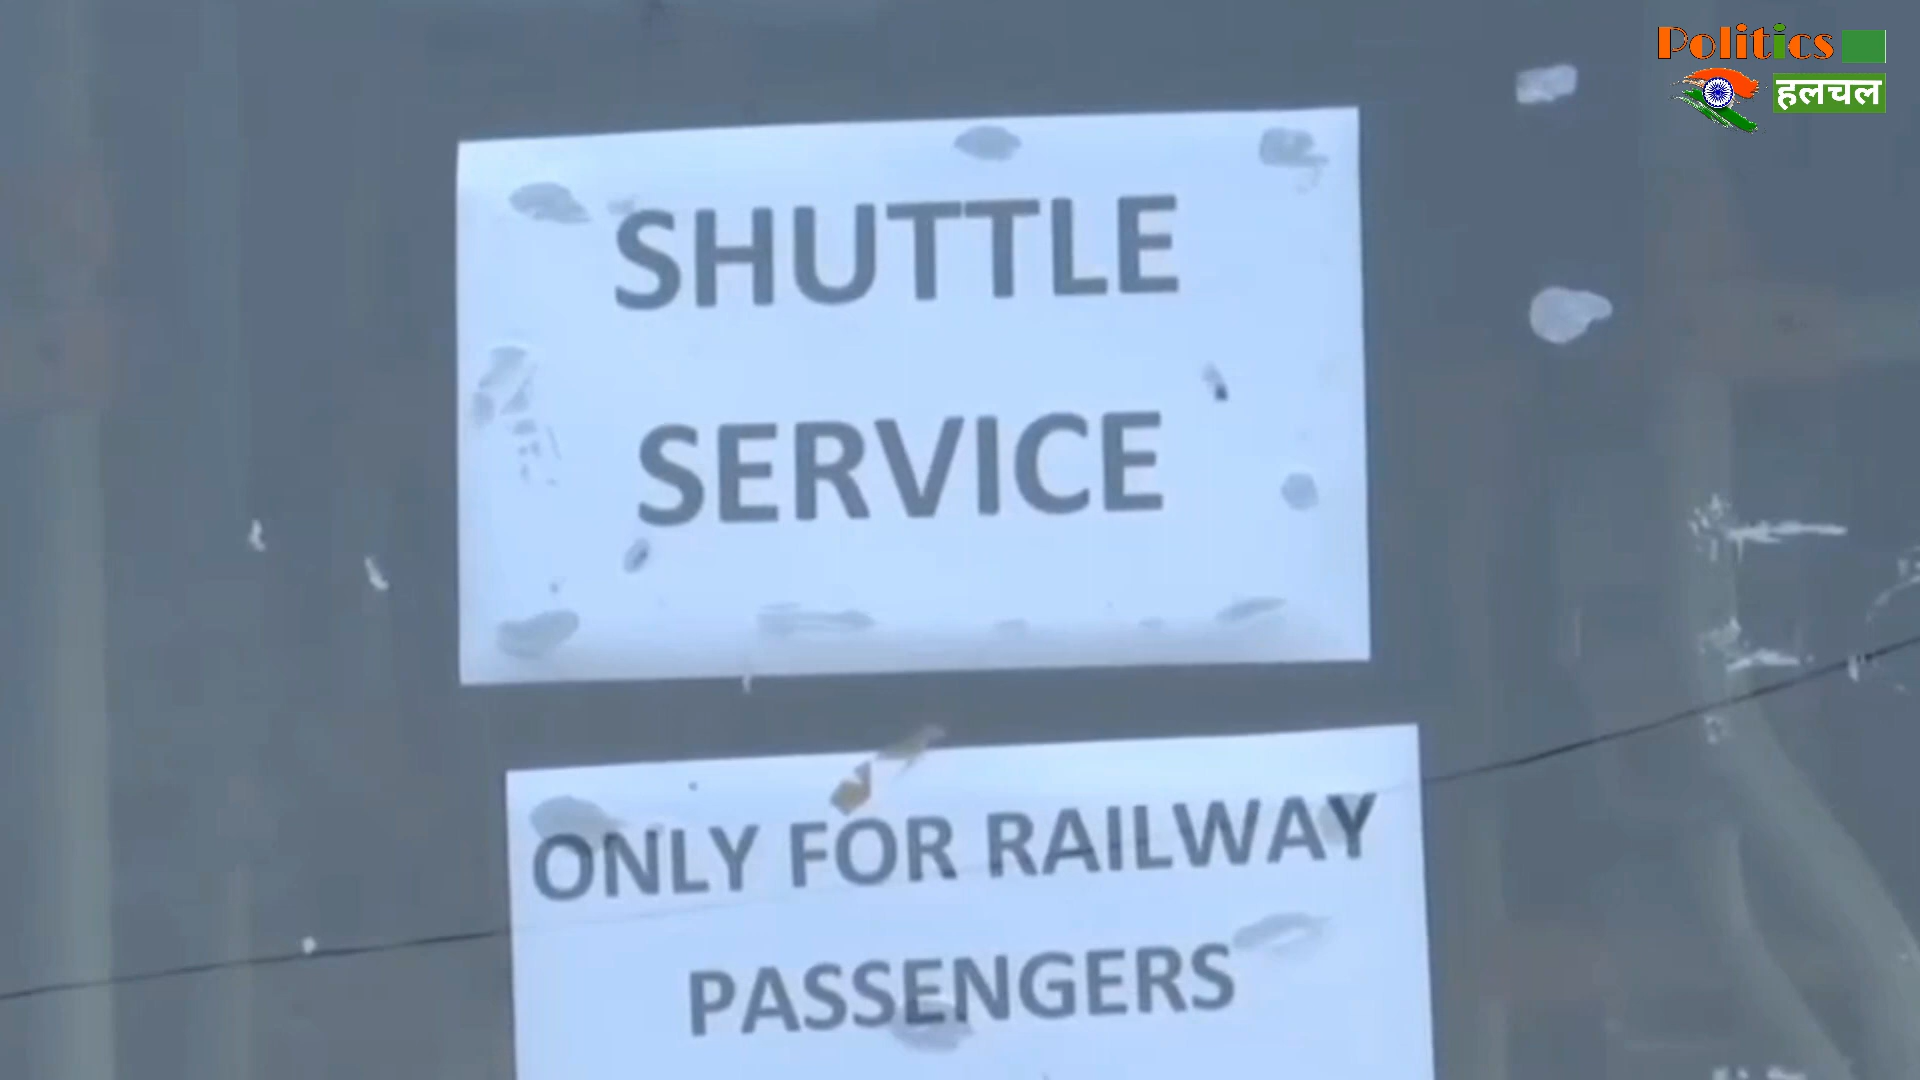 Politics
हलचल
SHUTTLE
SERVICE
ONLY FOR RAILWAY
PASSENGERS